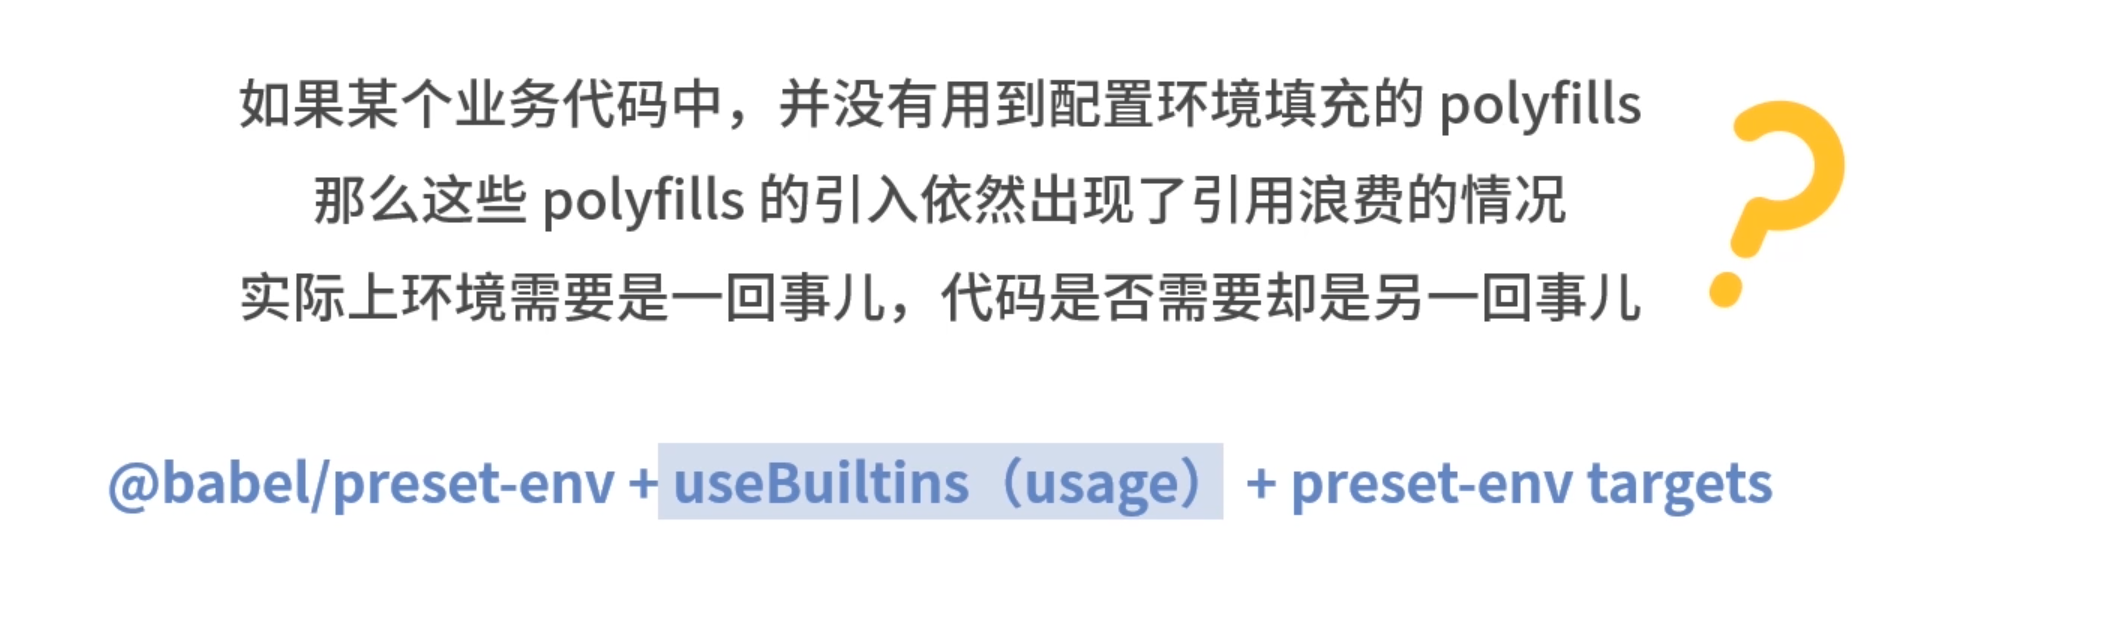 如果某个业务代码中，并没有用到配置环境填充的 polyfills
那么这些 polyfills 的引入依然出现了引用浪费的情况
实际上环境需要是一回事儿，代码是否需要却是另一回事儿
@babel/preset-env + useBuiltins（usage） + preset-env targets